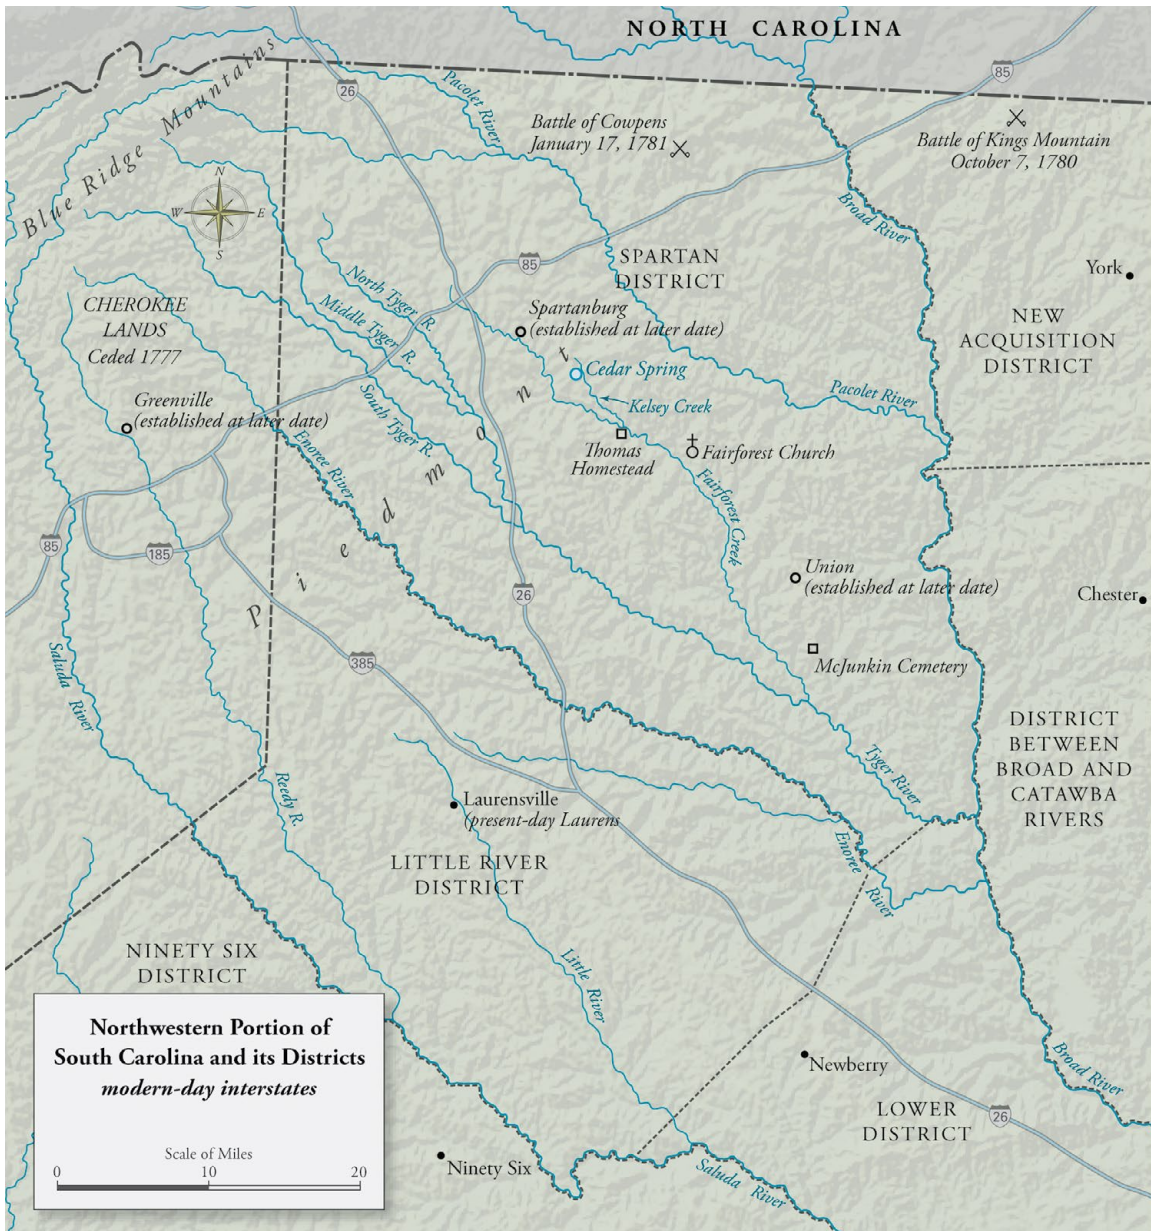 NORTH CAROLINA
85
26
Blue Ridge Mountains
Pacolet River
Battle of Cowpens
January 17, 1781
Battle of Kings Mountain
October 7, 1780
N
W
E
S
Broad River
85
SPARTAN
DISTRICT
York
North Tyger R.
Middle Tyger R.
South Tyger R.
CHEROKEE
LANDS
Ceded 1777
Spartanburg
(established at later date)
NEW
ACQUISITION
DISTRICT
Cedar Spring
Kelsey Creek
Pacolet River
Greenville
(established at later date)
Enoree River
Piedmont
Thomas
Homestead
Fairforest Church
Fairforest Creek
85
185
26
Union
(established at later date)
Chester
385
McJunkin Cemetery
Saluda River
DISTRICT
BETWEEN
BROAD AND
CATAWBA
RIVERS
Tyger River
Reedy R.
Laurensville
(present-day Laurens
LITTLE RIVER
DISTRICT
Enoree River
NINETY SIX
DISTRICT
Little River
Newberry
Broad River
LOWER
DISTRICT
26
Ninety Six
Saluda River
Northwestern Portion of
South Carolina and its Districts
modern-day interstates
Scale of Miles
0 10 20